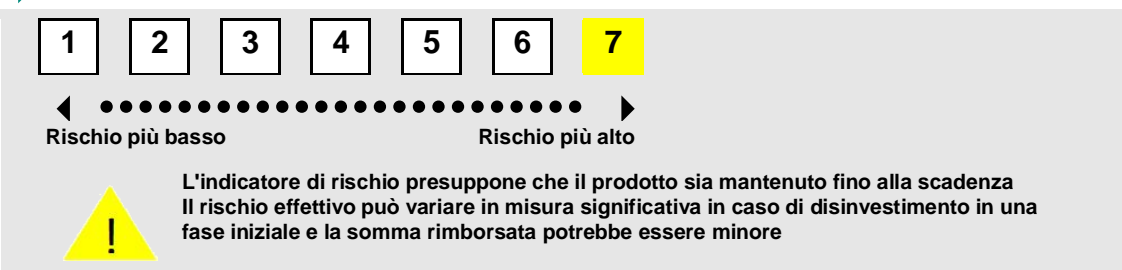 1 2 3 4 5 6 7
Rischio più basso Rischio più alto
L'indicatore di rischio presuppone che il prodotto sia mantenuto fino alla scadenza
Il rischio effettivo può variare in misura significativa in caso di disinvestimento in una
fase iniziale e la somma rimborsata potrebbe essere minore
!